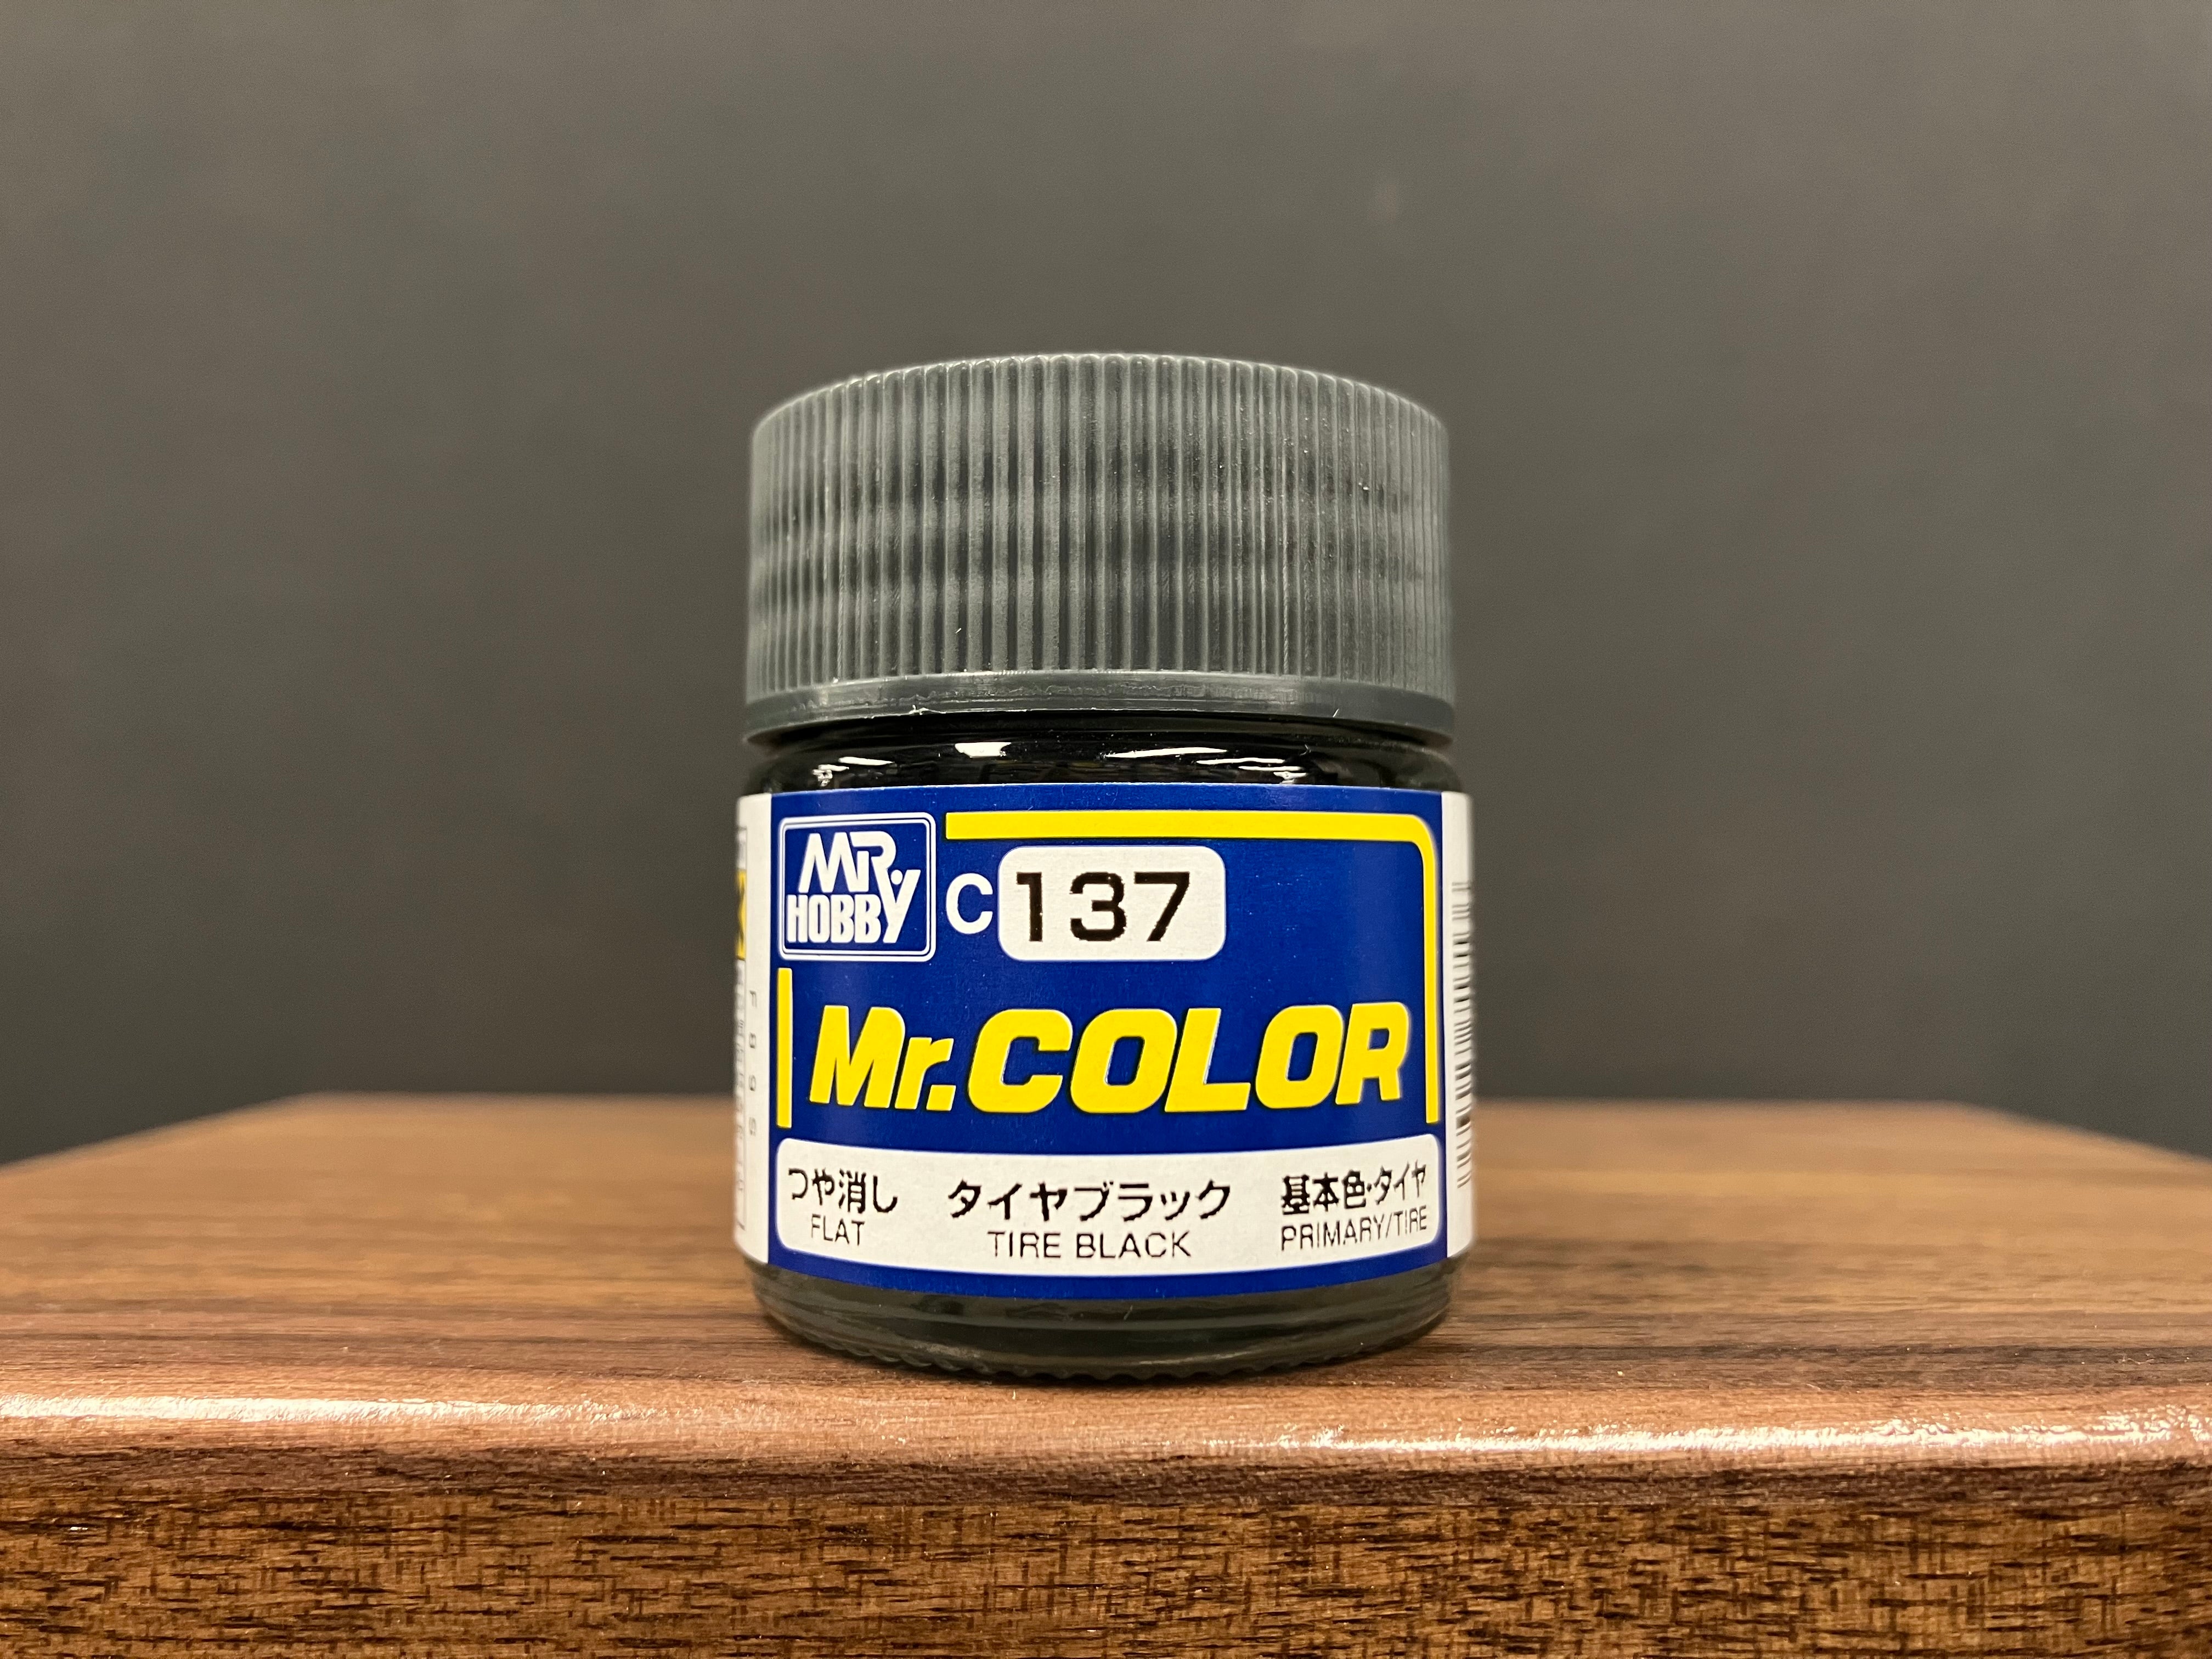 MR. HOBBY
C 137
Mr.COLOR
つや消し タイヤブラック 基本色・タイヤ
FLAT TIRE BLACK PRIMARY/TIRE